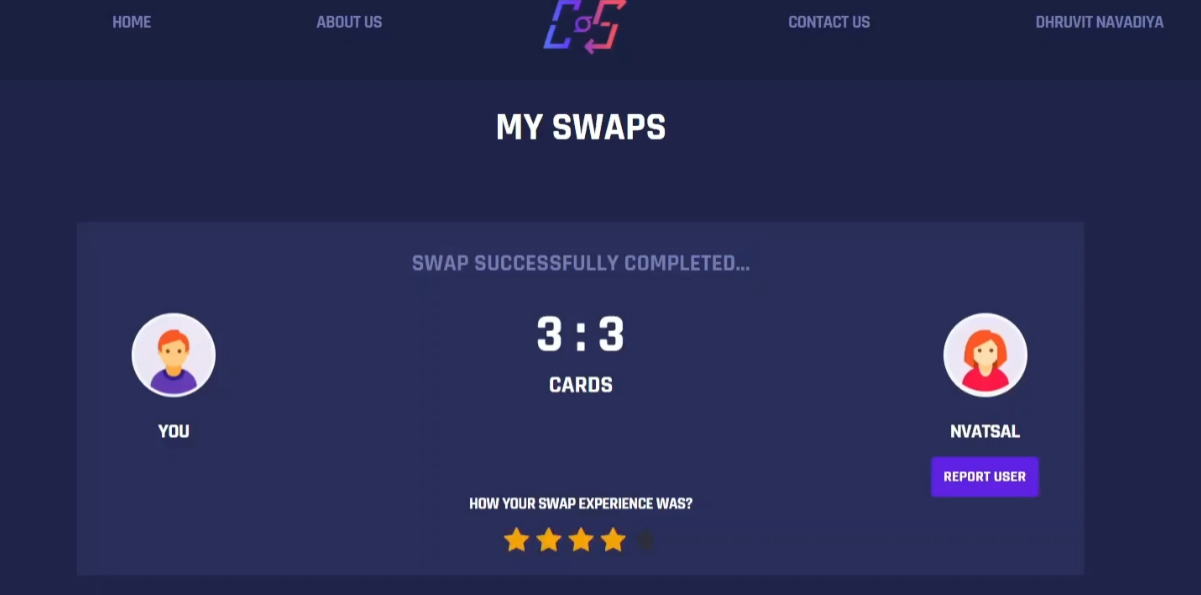 HOME ABOUT US CONTACT US DHRUVIT NAVADIYA
MY SWAPS
SWAP SUCCESSFULLY COMPLETED...
3 : 3
CARDS
YOU NVATSAL
REPORT USER
HOW YOUR SWAP EXPERIENCE WAS?